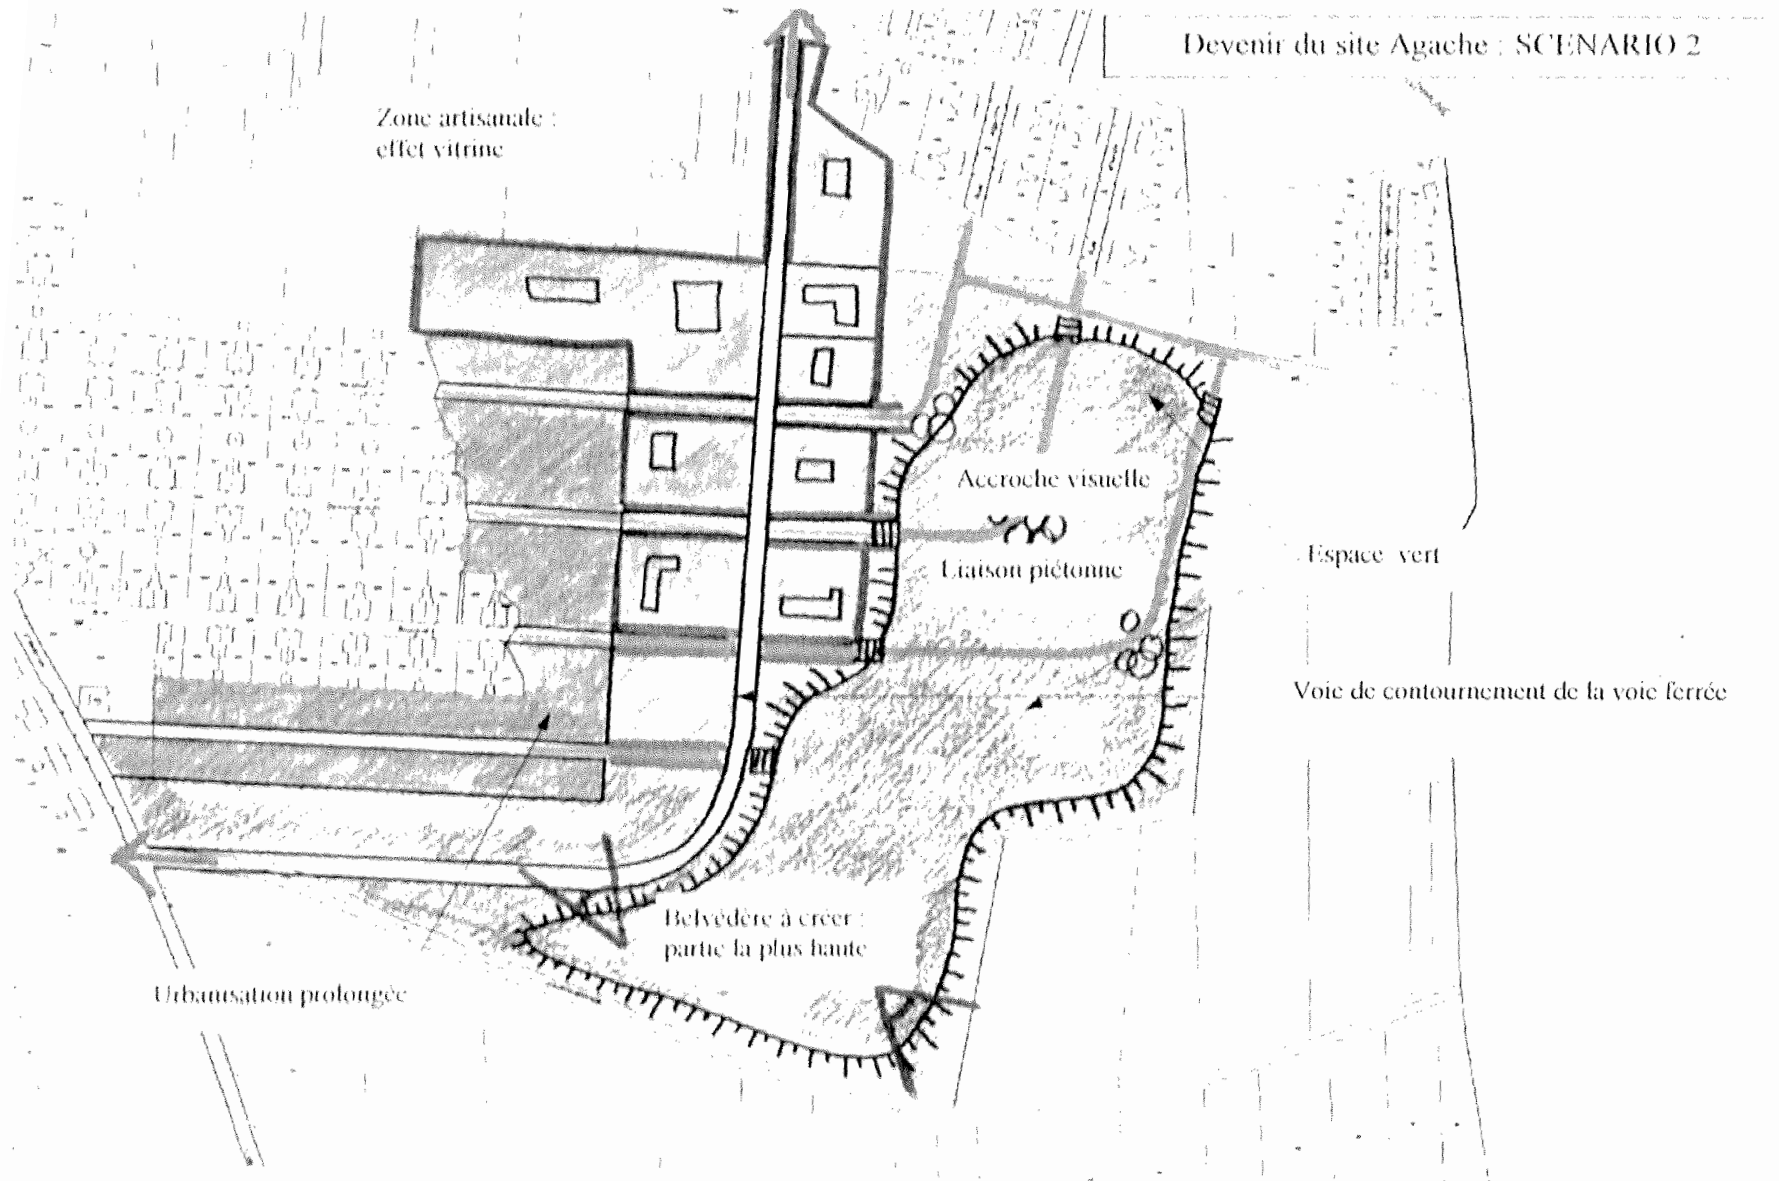 Devenir du site Agache : SCENARIO 2
Zone artisanale :
effet vitrine
Accroche visuelle
Liaison piétonne
Espace vert
Voie de contournement de la voie ferrée
Belvédère à créer :
partie la plus haute
Urbanisation prolongée